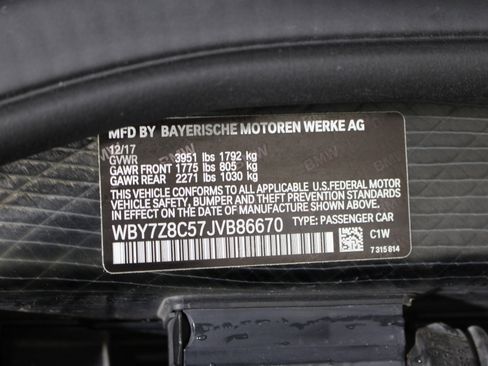 MFD BY BAYERISCHE MOTOREN WERKE AG
12/17
GVWR 3951 lbs 1792 kg
GAWR FRONT 1775 lbs 805 kg
GAWR REAR 2271 lbs 1030 kg
THIS VEHICLE CONFORMS TO ALL APPLICABLE U.S.FEDERAL MOTOR
VEHICLE SAFETY, BUMPER, AND THEFT PREVENTION STANDARDS
IN EFFECT ON THE DATE OF MANUFACTURE SHOWN ABOVE.
WBY7Z8C57JVB86670 TYPE: PASSENGER CAR
C1W
7 315 814